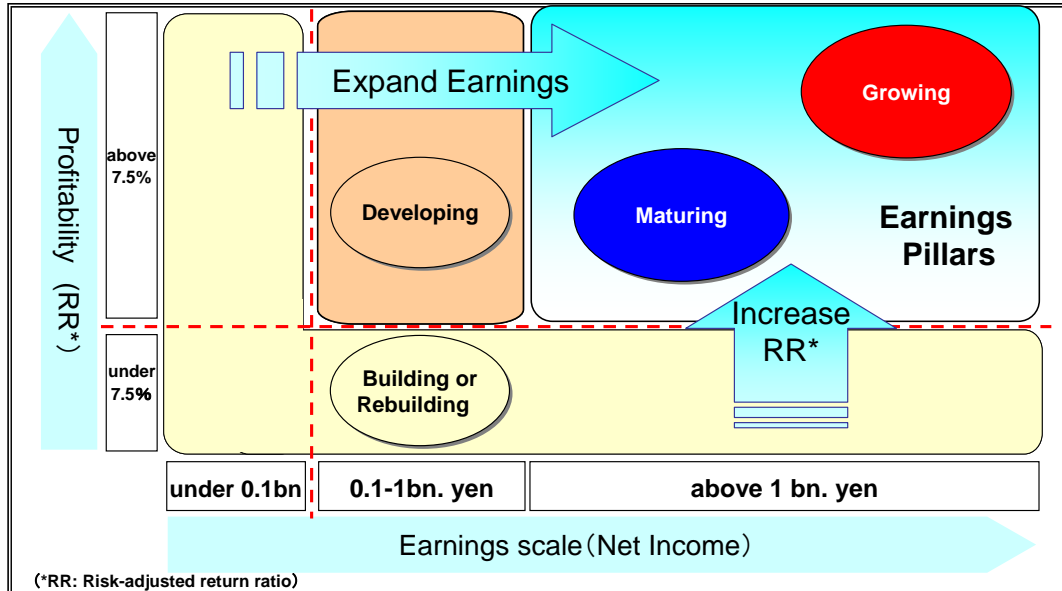 Profitability (RR*)
above
7.5%
under
7.5%
Expand Earnings
Growing
Developing
Maturing
Earnings
Pillars
Increase
RR*
Building or
Rebuilding
under 0.1bn
0.1-1bn. yen
above 1 bn. yen
Earnings scale(Net Income)
(*RR: Risk-adjusted return ratio)